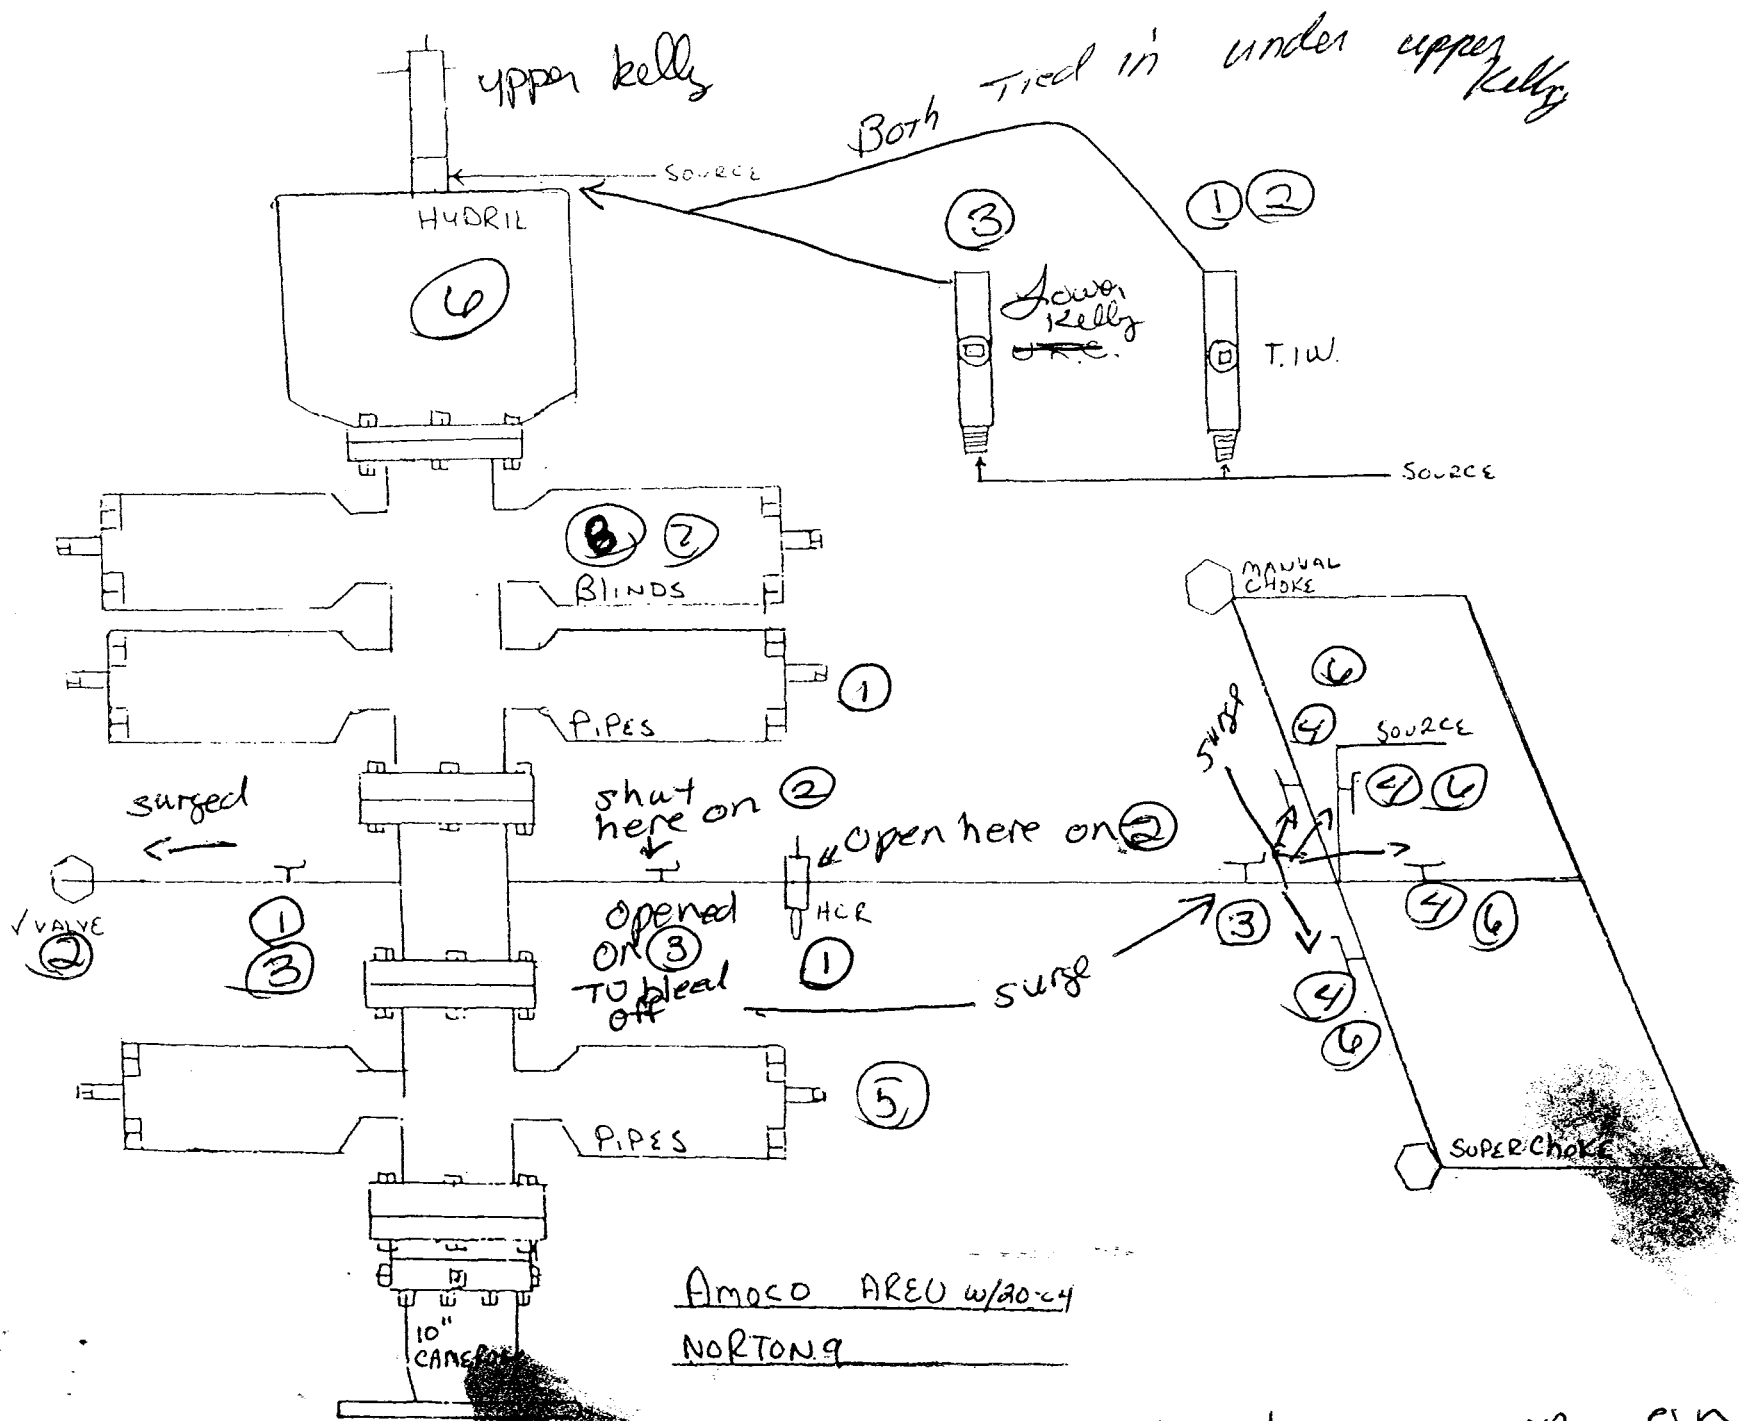 upper kelly
Both Tied in under upper
Kelly
SOURCE
HYDRIL
6
3
1 2
Lower
Kelly
U.K.C.
T.I.W.
SOURCE
8 7
BLINDS
MANUAL
CHOKE
1
PIPES
6
4
surge
SOURCE
4 6
surged
shut
here on 2
open here on 2
√ VALVE
2
1
3
opened
on 3
To bleed
off
HCR
1
3
4 6
surge
4
6
5
PIPES
SUPER CHOKE
AMOCO AREU w/20-C4
NORTON 9
10"
CAMERON